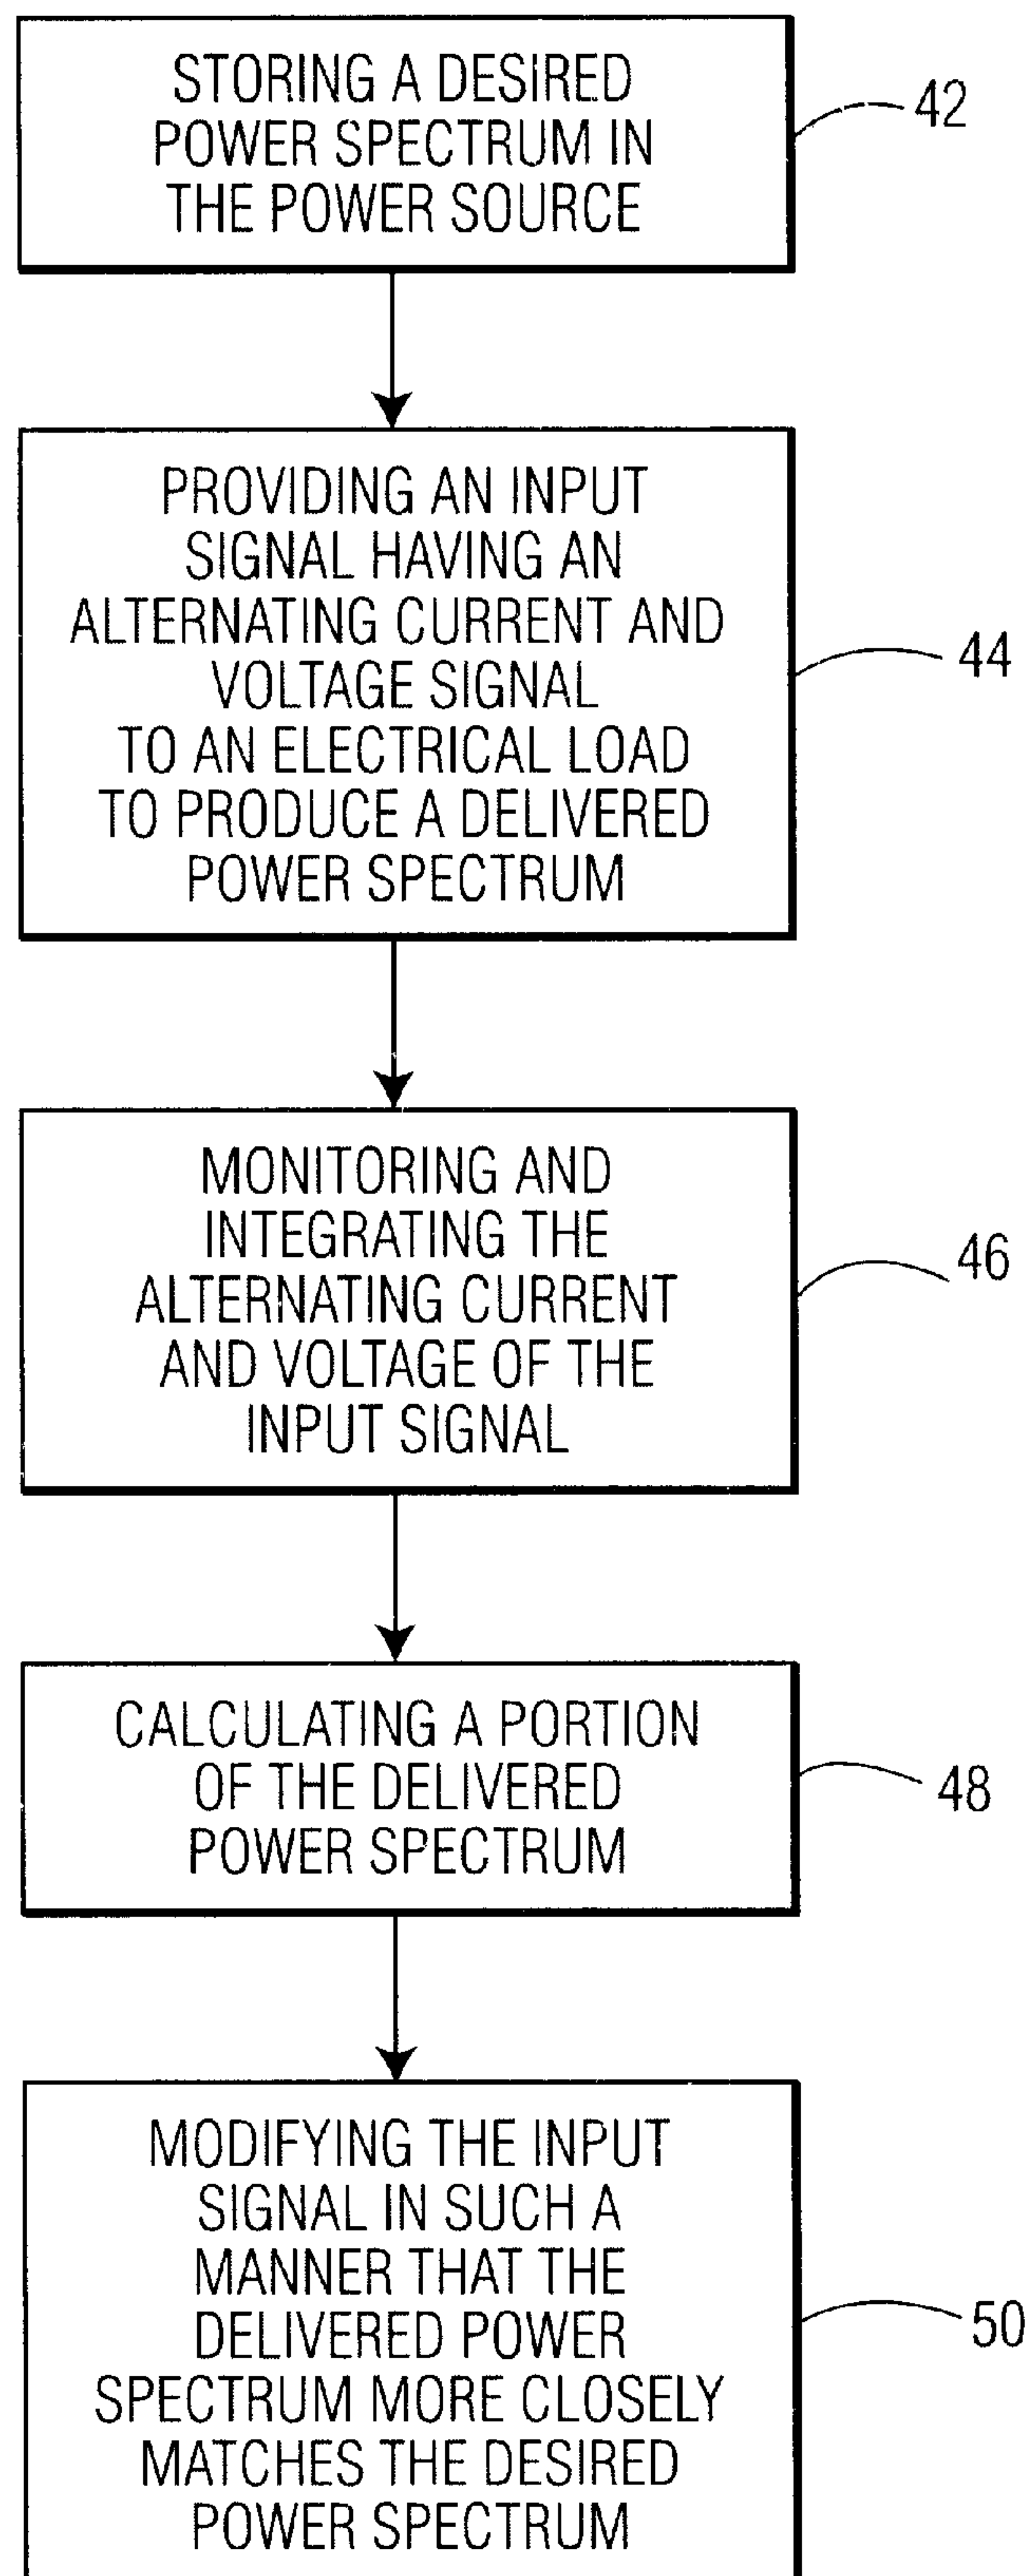 STORING A DESIRED
POWER SPECTRUM IN
THE POWER SOURCE
42
PROVIDING AN INPUT
SIGNAL HAVING AN
ALTERNATING CURRENT AND
VOLTAGE SIGNAL
TO AN ELECTRICAL LOAD
TO PRODUCE A DELIVERED
POWER SPECTRUM
44
MONITORING AND
INTEGRATING THE
ALTERNATING CURRENT
AND VOLTAGE OF THE
INPUT SIGNAL
46
CALCULATING A PORTION
OF THE DELIVERED
POWER SPECTRUM
48
MODIFYING THE INPUT
SIGNAL IN SUCH A
MANNER THAT THE
DELIVERED POWER
SPECTRUM MORE CLOSELY
MATCHES THE DESIRED
POWER SPECTRUM
50